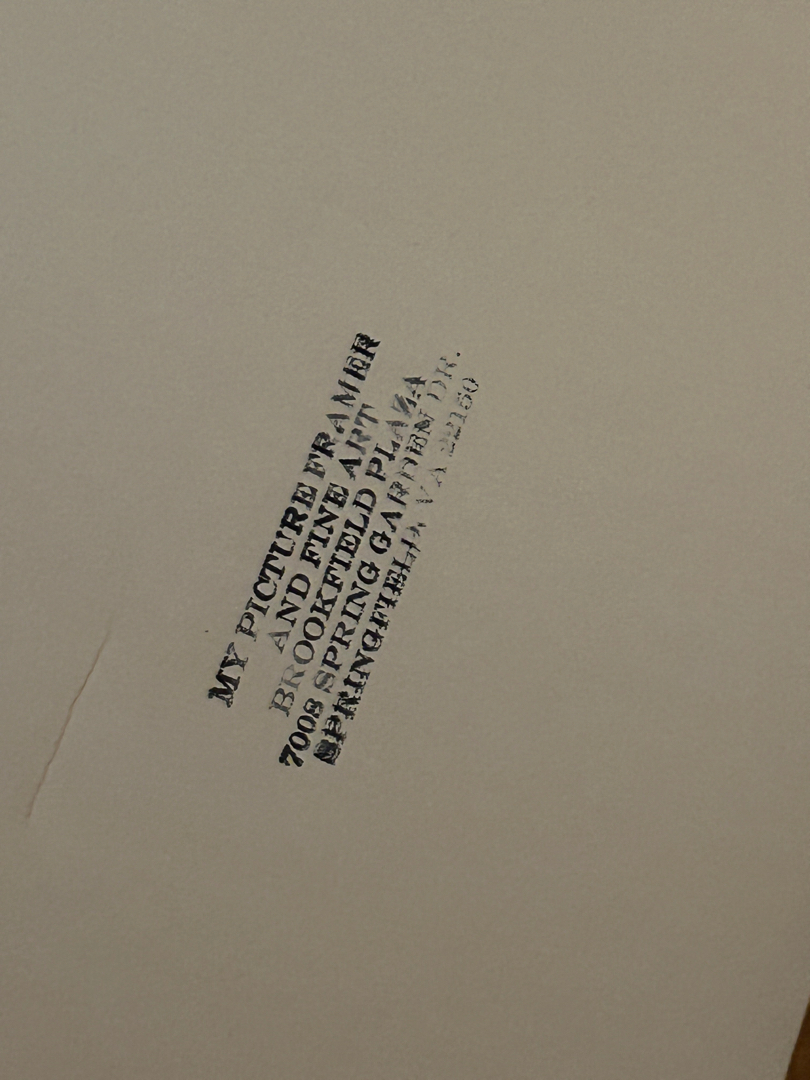 MY PICTURE FRAMER
AND FINE ART
BROOKFIELD PLAZA
7008 SPRING GARDEN DR.
SPRINGFIELD, VA 22150